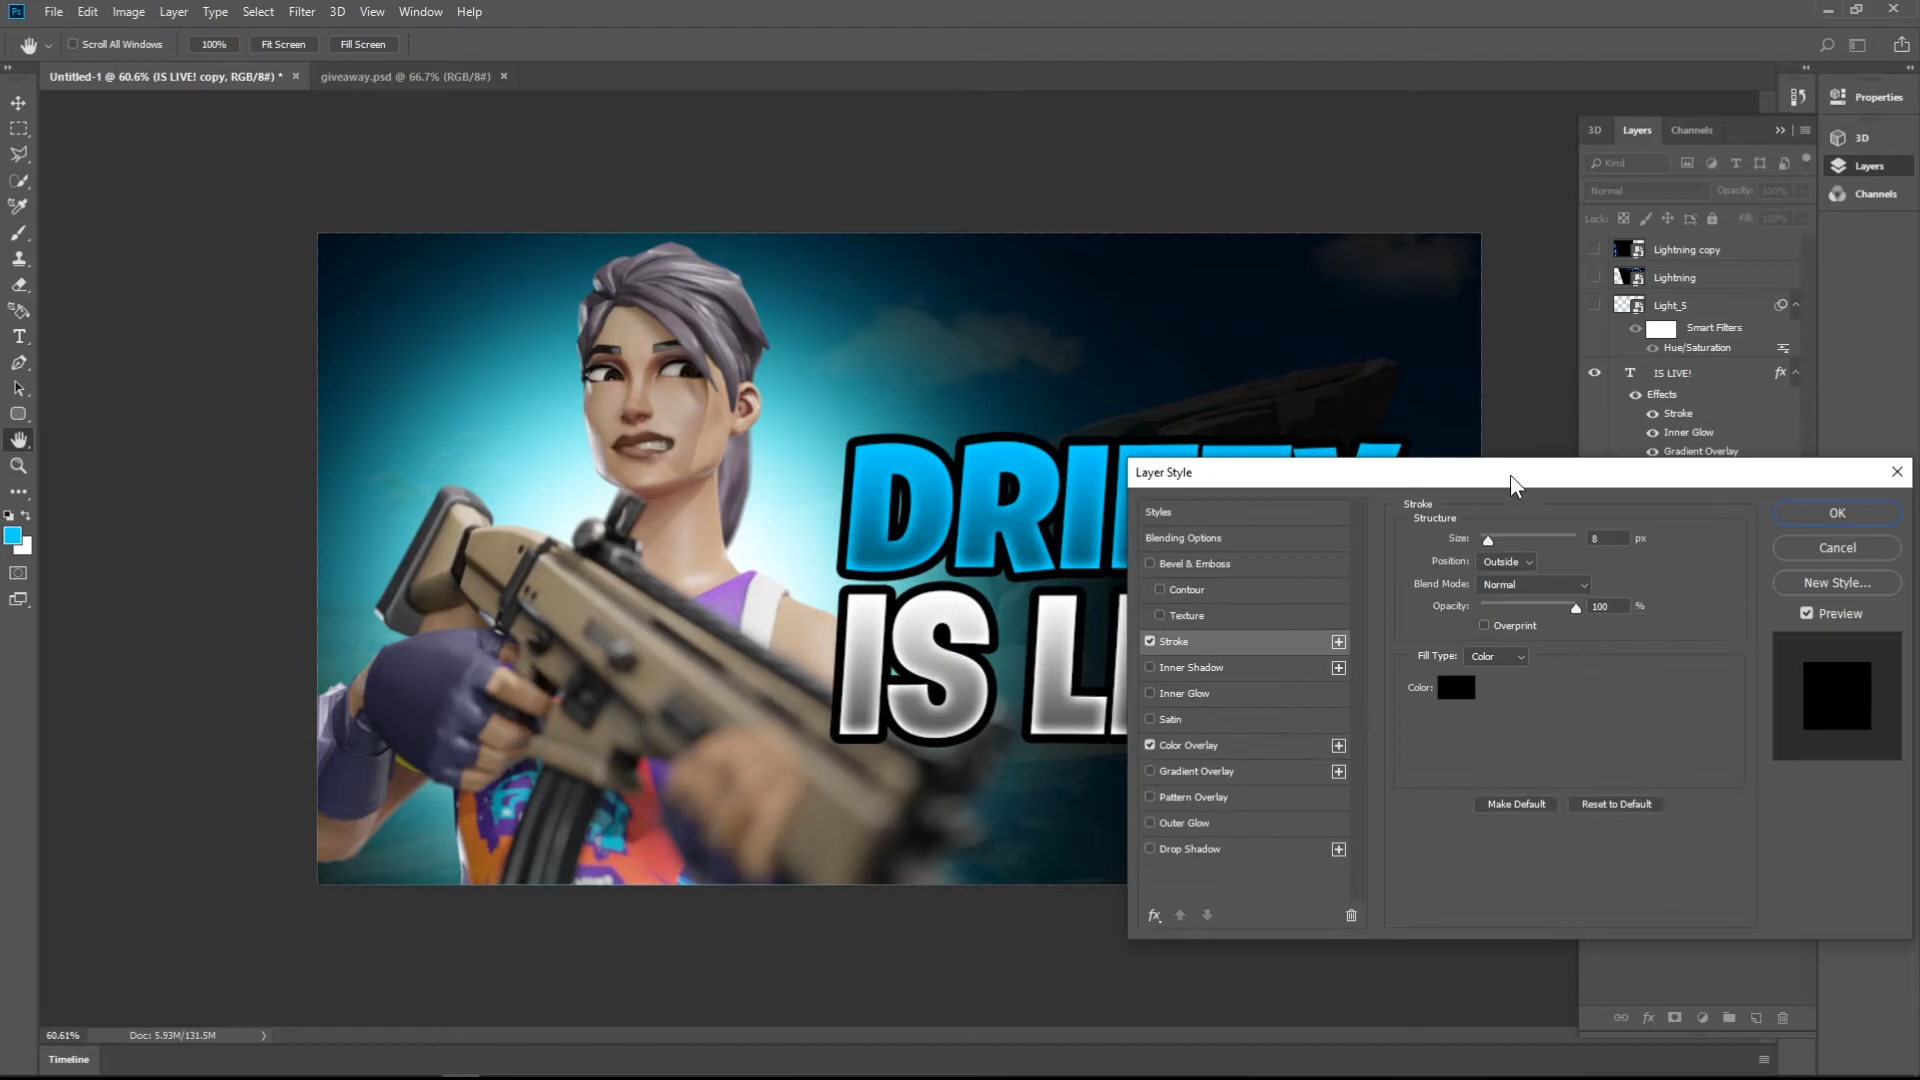 Ps File Edit Image Layer Type Select Filter 3D View Window Help
Scroll All Windows 100% Fit Screen Fill Screen
Untitled-1 @ 60.6% (IS LIVE! copy, RGB/8#) * × giveaway.psd @ 66.7% (RGB/8#) ×
Properties
3D
Layers
Channels
3D Layers Channels
Kind
Normal Opacity: 100%
Lock: Fill: 100%
Lightning copy
Lightning
Light_5
Smart Filters
Hue/Saturation
T IS LIVE! fx
Effects
Stroke
Inner Glow
Gradient Overlay
IS
Layer Style
Styles
Blending Options
Bevel & Emboss
Contour
Texture
Stroke
Inner Shadow
Inner Glow
Satin
Color Overlay
Gradient Overlay
Pattern Overlay
Outer Glow
Drop Shadow
fx
Stroke
Structure
Size: 8 px
Position: Outside
Blend Mode: Normal
Opacity: 100 %
Overprint
Fill Type: Color
Color:
Make Default Reset to Default
OK
Cancel
New Style...
Preview
60.61% Doc: 5.93M/131.5M
Timeline